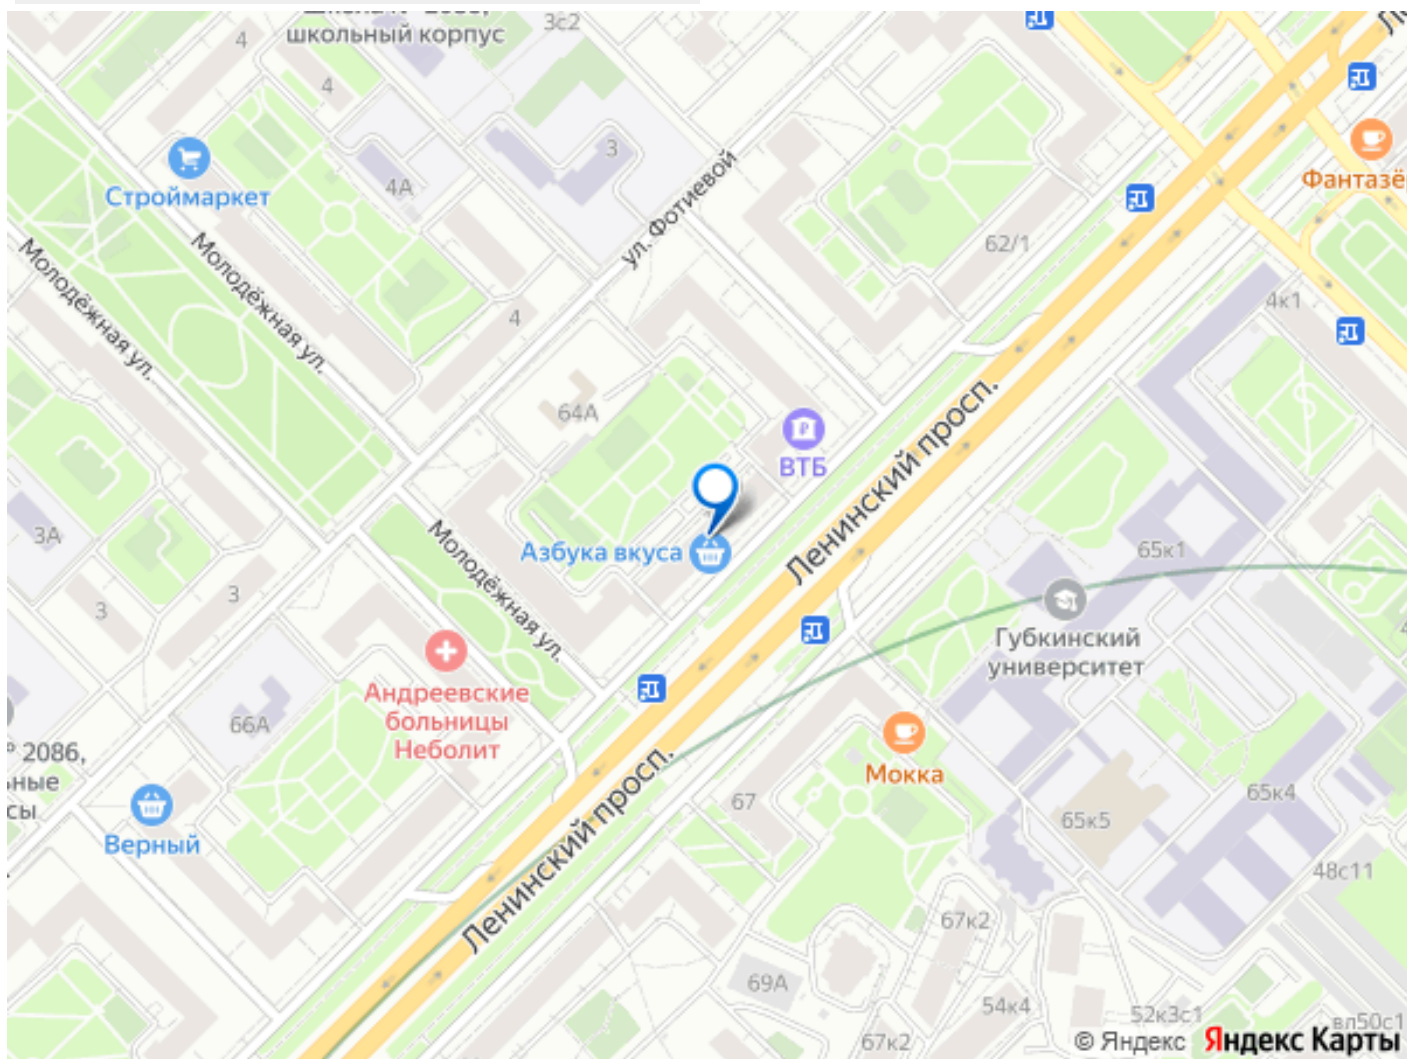 школьный корпус
3с2
4
4
3
4А
Строймаркет
Молодёжная ул.
Молодёжная ул.
ул. Фотиевой
62/1
Фантазё
4к1
4
64А
ВТБ
Ленинский просп.
Азбука вкуса
Молодёжная ул.
3А
3
3
65к1
Губкинский
университет
Андреевские
больницы
Неболит
66А
2086,
Верный
Мокка
67
65к5
65к4
48с11
Ленинский просп.
67к2
69А
54к4
52к3с1
вл50с1
67к2
© Яндекс Яндекс Карты